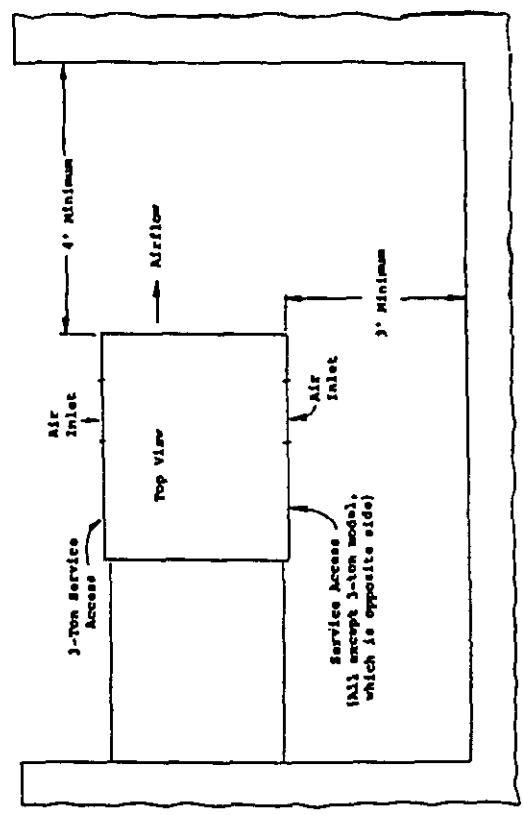 4' Minimum
Airflow
3' Minimum
Air
Inlet
Air
Inlet
Top View
3-Ton Service
Access
Service Access
(All except 3-ton model,
which is opposite side)